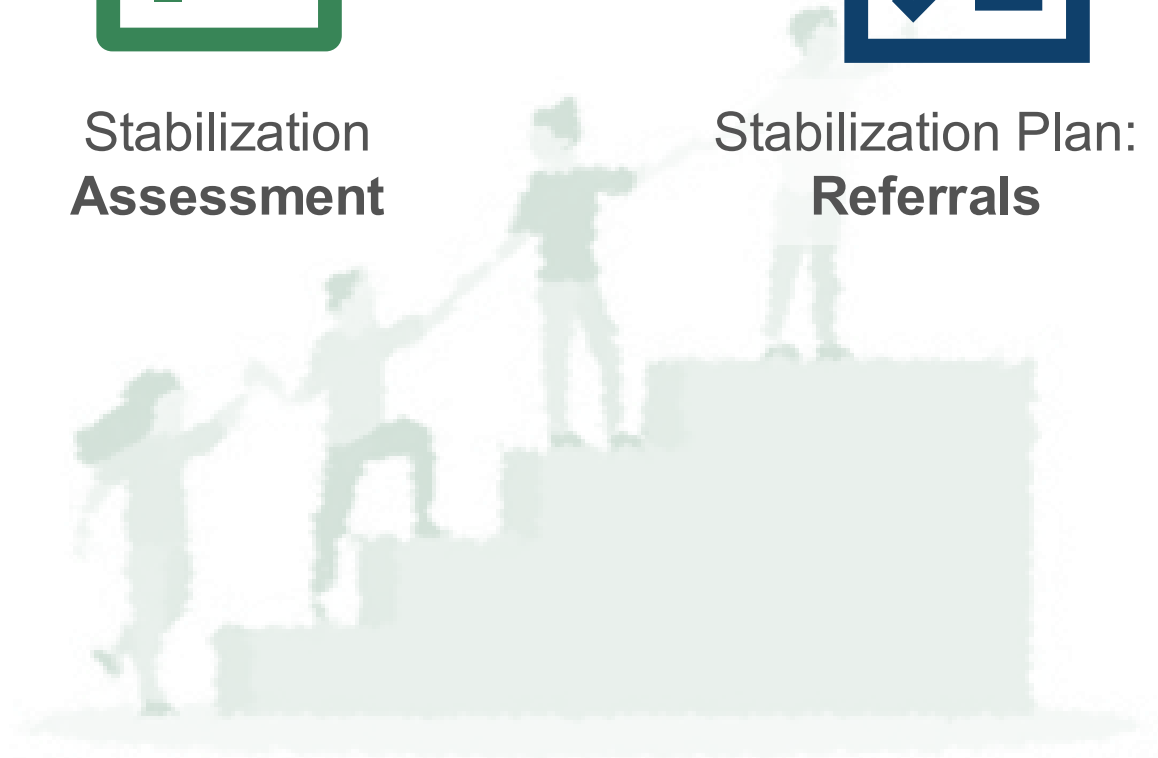 Stabilization
Assessment
Stabilization Plan:
Referrals